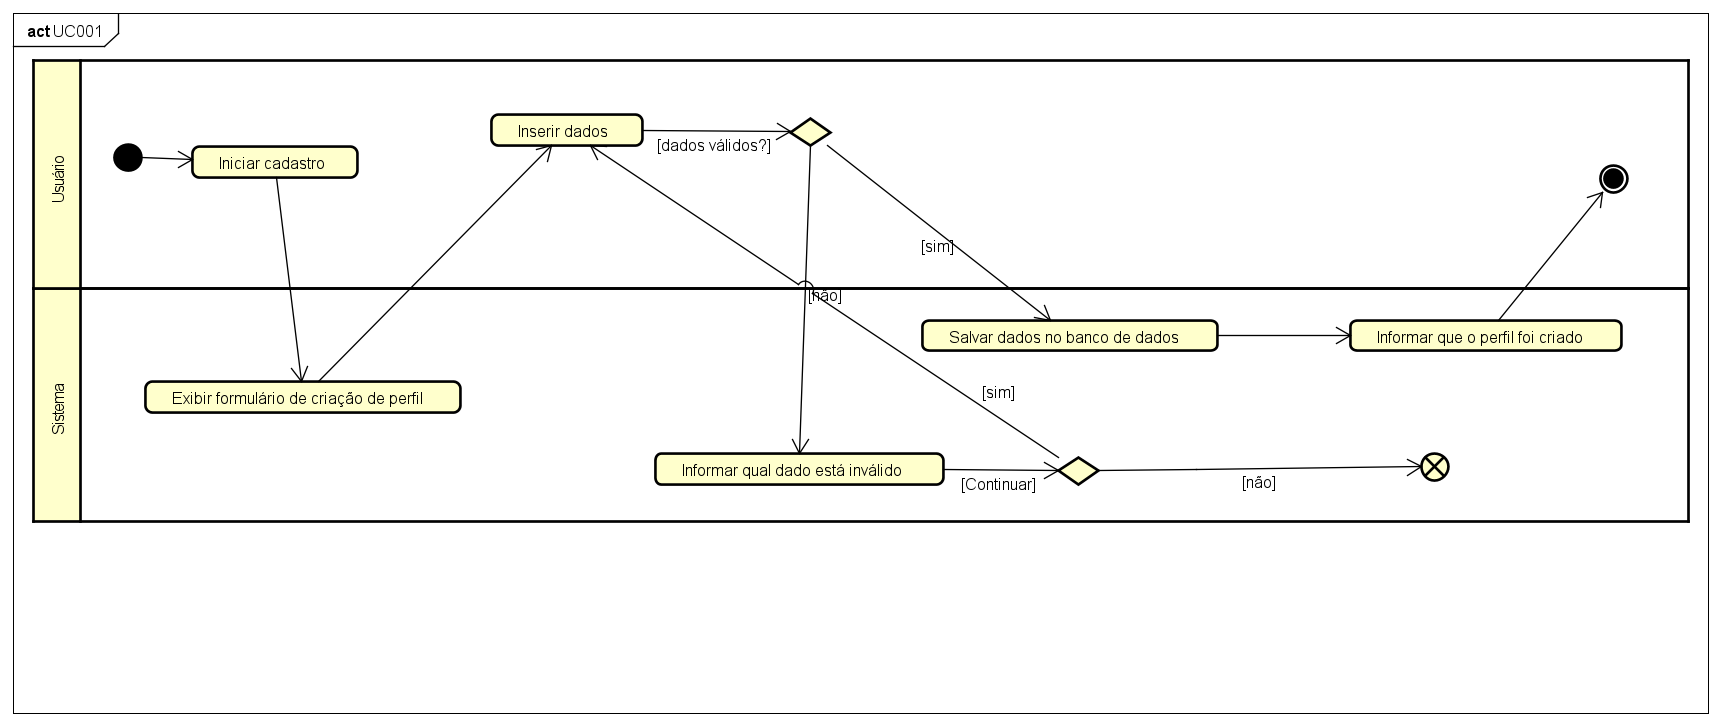 act UC001
Usuário
Inserir dados
[dados válidos?]
Iniciar cadastro
[sim]
[não]
Sistema
Salvar dados no banco de dados
Informar que o perfil foi criado
Exibir formulário de criação de perfil
[sim]
Informar qual dado está inválido
[Continuar]
[não]